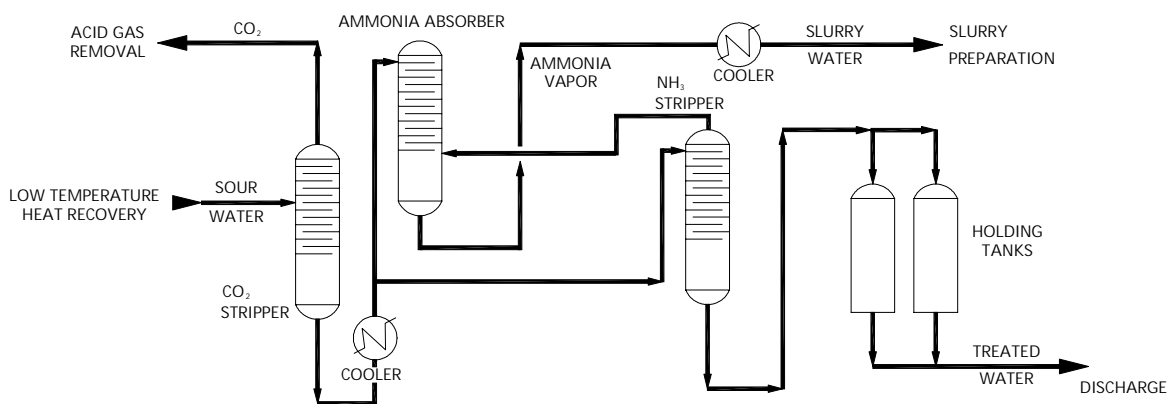 ACID GAS
REMOVAL
CO₂
AMMONIA ABSORBER
AMMONIA
VAPOR
COOLER
SLURRY
WATER
SLURRY
PREPARATION
NH₃
STRIPPER
LOW TEMPERATURE
HEAT RECOVERY
SOUR
WATER
CO₂
STRIPPER
COOLER
HOLDING
TANKS
TREATED
WATER
DISCHARGE